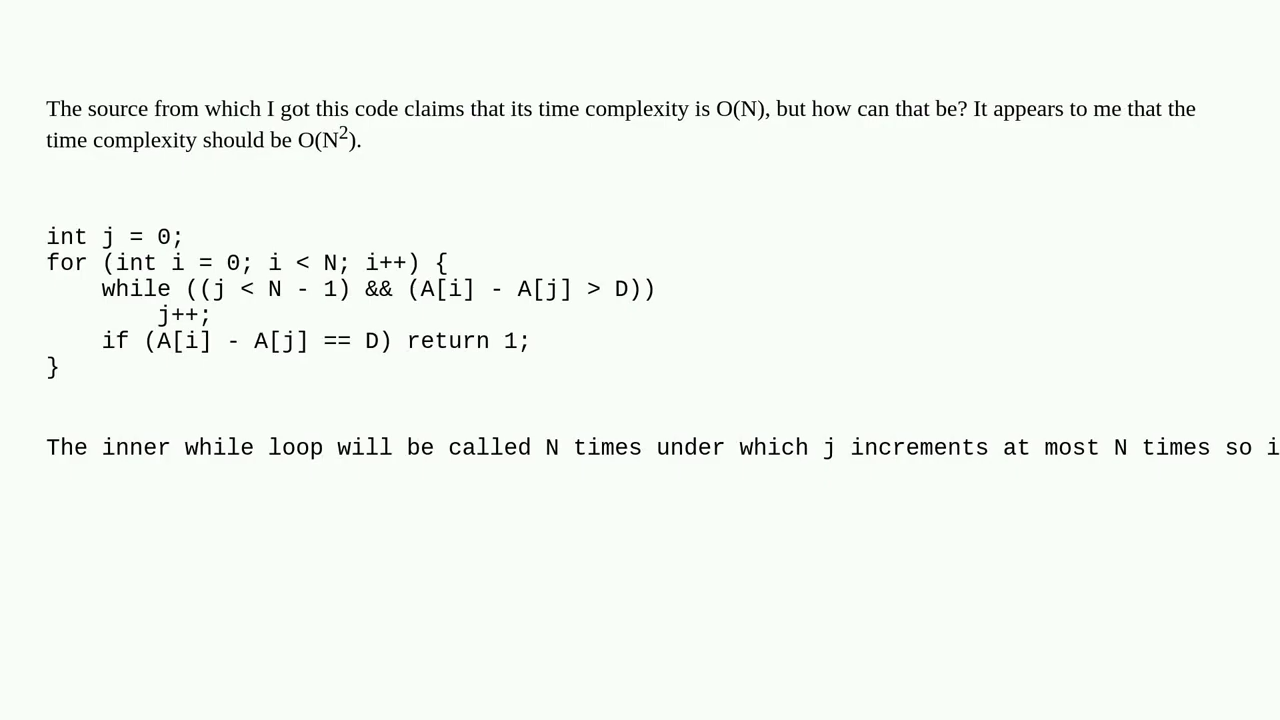 The source from which I got this code claims that its time complexity is O(N), but how can that be? It appears to me that the
time complexity should be O(N²).
int j = 0;
for (int i = 0; i < N; i++) {
    while ((j < N - 1) && (A[i] - A[j] > D))
        j++;
    if (A[i] - A[j] == D) return 1;
}
The inner while loop will be called N times under which j increments at most N times so